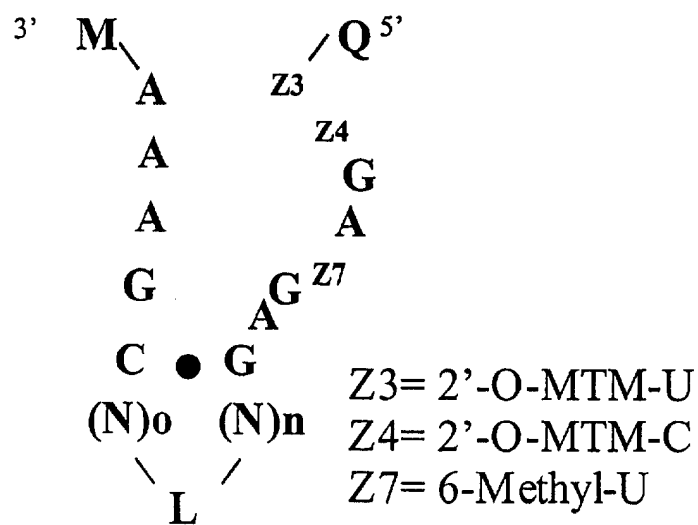 3’ M Q 5’
A Z3
A Z4
G
A A
G G Z7
A
C ● G
(N)o (N)n
L
Z3= 2’-O-MTM-U
Z4= 2’-O-MTM-C
Z7= 6-Methyl-U